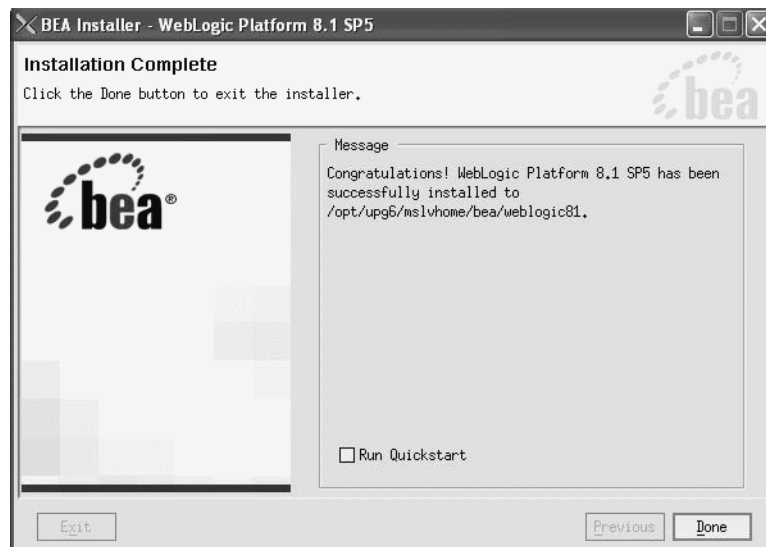 BEA Installer - WebLogic Platform 8.1 SP5
Installation Complete
Click the Done button to exit the installer.
bea
bea®
Message
Congratulations! WebLogic Platform 8.1 SP5 has been
successfully installed to
/opt/upg6/mslvhome/bea/weblogic81.
Run Quickstart
Exit
Previous
Done